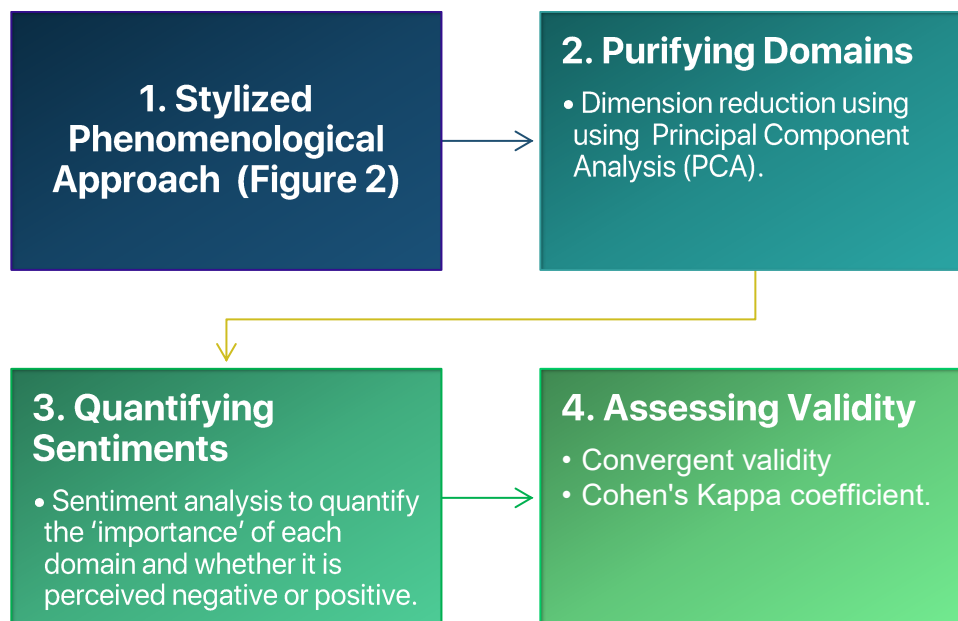 1. Stylized
Phenomenological
Approach  (Figure 2)
2. Purifying Domains
• Dimension reduction using
using  Principal Component
Analysis (PCA).
3. Quantifying
Sentiments
• Sentiment analysis to quantify
the ‘importance’ of each
domain and whether it is
perceived negative or positive.
4. Assessing Validity
• Convergent validity
• Cohen's Kappa coefficient.